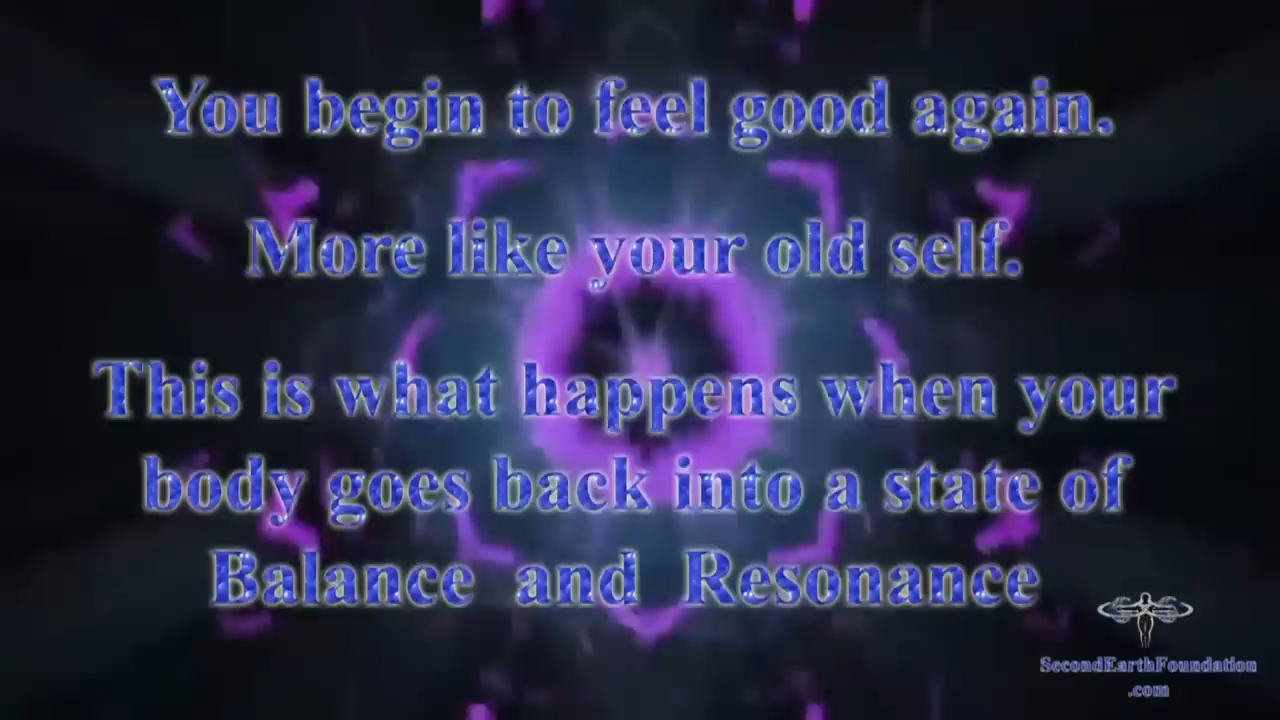 You begin to feel good again.
More like your old self.
This is what happens when your
body goes back into a state of
Balance and Resonance
SecondEarthFoundation
.com